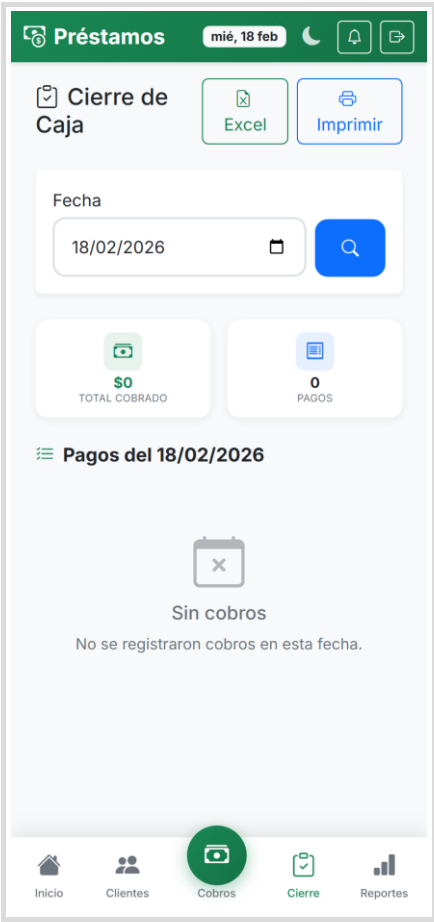 Préstamos
mié, 18 feb
Cierre de
Caja
Excel
Imprimir
Fecha
18/02/2026
$0
TOTAL COBRADO
0
PAGOS
Pagos del 18/02/2026
Sin cobros
No se registraron cobros en esta fecha.
Inicio
Clientes
Cobros
Cierre
Reportes